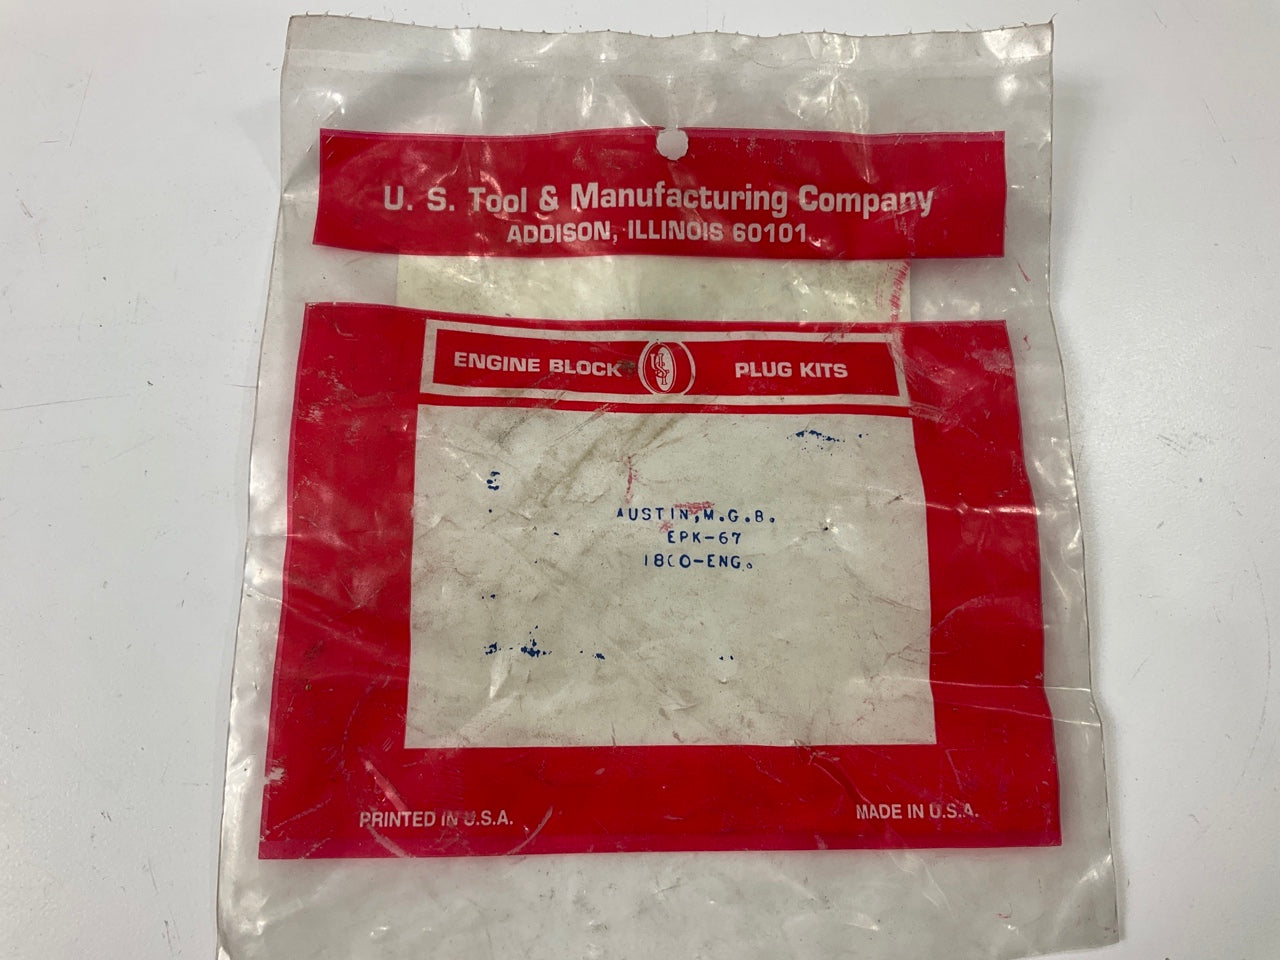 U. S. Tool & Manufacturing Company
ADDISON, ILLINOIS 60101
ENGINE BLOCK PLUG KITS
AUSTIN,M.G.B.
EPK-67
1800-ENG.
PRINTED IN U.S.A.
MADE IN U.S.A.